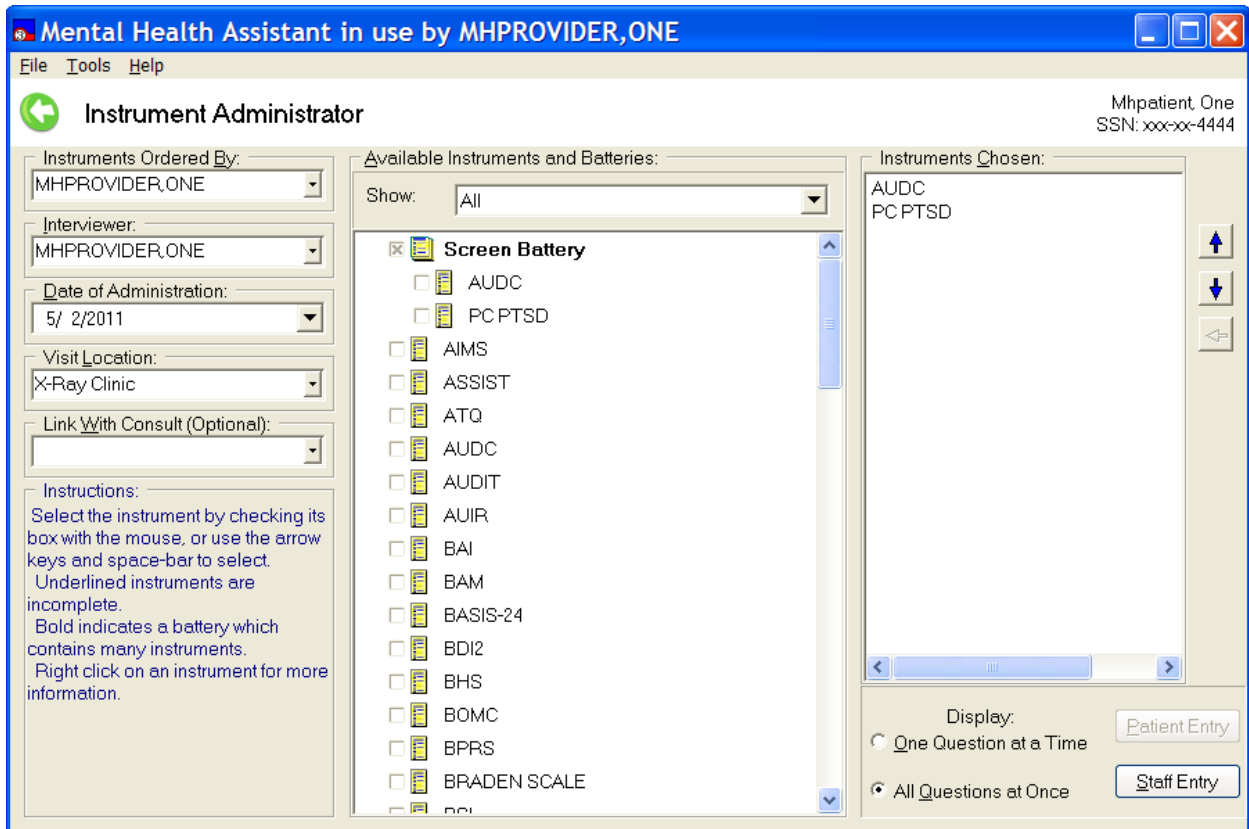 Mental Health Assistant in use by MHPROVIDER,ONE
File Tools Help
Instrument Administrator
Mhpatient, One
SSN: xxx-xx-4444
Instruments Ordered By:
MHPROVIDER,ONE
Interviewer:
MHPROVIDER,ONE
Date of Administration:
5/ 2/2011
Visit Location:
X-Ray Clinic
Link With Consult (Optional):
Instructions:
Select the instrument by checking its
box with the mouse, or use the arrow
keys and space-bar to select.
Underlined instruments are
incomplete.
Bold indicates a battery which
contains many instruments.
Right click on an instrument for more
information.
Available Instruments and Batteries:
Show: All
Screen Battery
AUDC
PC PTSD
AIMS
ASSIST
ATQ
AUDC
AUDIT
AUIR
BAI
BAM
BASIS-24
BDI2
BHS
BOMC
BPRS
BRADEN SCALE
Instruments Chosen:
AUDC
PC PTSD
Display:
One Question at a Time
All Questions at Once
Patient Entry
Staff Entry